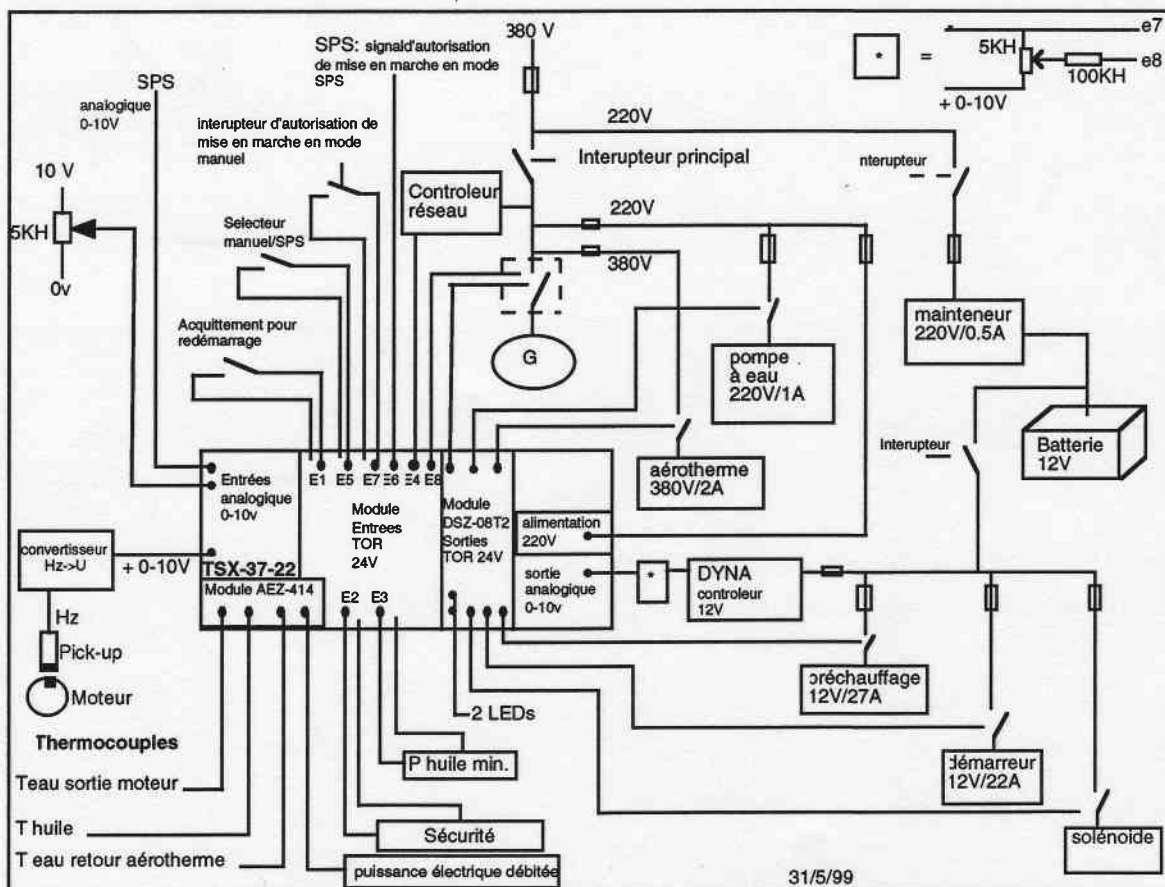 380 V
SPS: signald'autorisation
de mise en marche en mode
SPS
* =
5KH
100KH
e7
e8
+ 0-10V
SPS
analogique
0-10V
interupteur d'autorisation de
mise en marche en mode
manuel
220V
Interupteur principal
nterupteur
10 V
5KH
0v
Controleur
réseau
220V
380V
Selecteur
manuel/SPS
Acquittement pour
redémarrage
G
pompe
à eau
220V/1A
mainteneur
220V/0.5A
Batterie
12V
Interupteur
aérotherme
380V/2A
Entrées
analogique
0-10v
E1 E5 E7 E6 E4 E8
Module
Entrees
TOR
24V
Module
DSZ-08T2
Sorties
TOR 24V
alimentation
220V
sortie
analogique
0-10v
*
DYNA
controleur
12V
convertisseur
Hz->U
+ 0-10V
TSX-37-22
Module AEZ-414
E2 E3
Hz
Pick-up
Moteur
préchauffage
12V/27A
2 LEDs
Thermocouples
P huile min.
démarreur
12V/22A
Teau sortie moteur
T huile
Sécurité
solénoide
T eau retour aérotherme
puissance électrique débitée
31/5/99